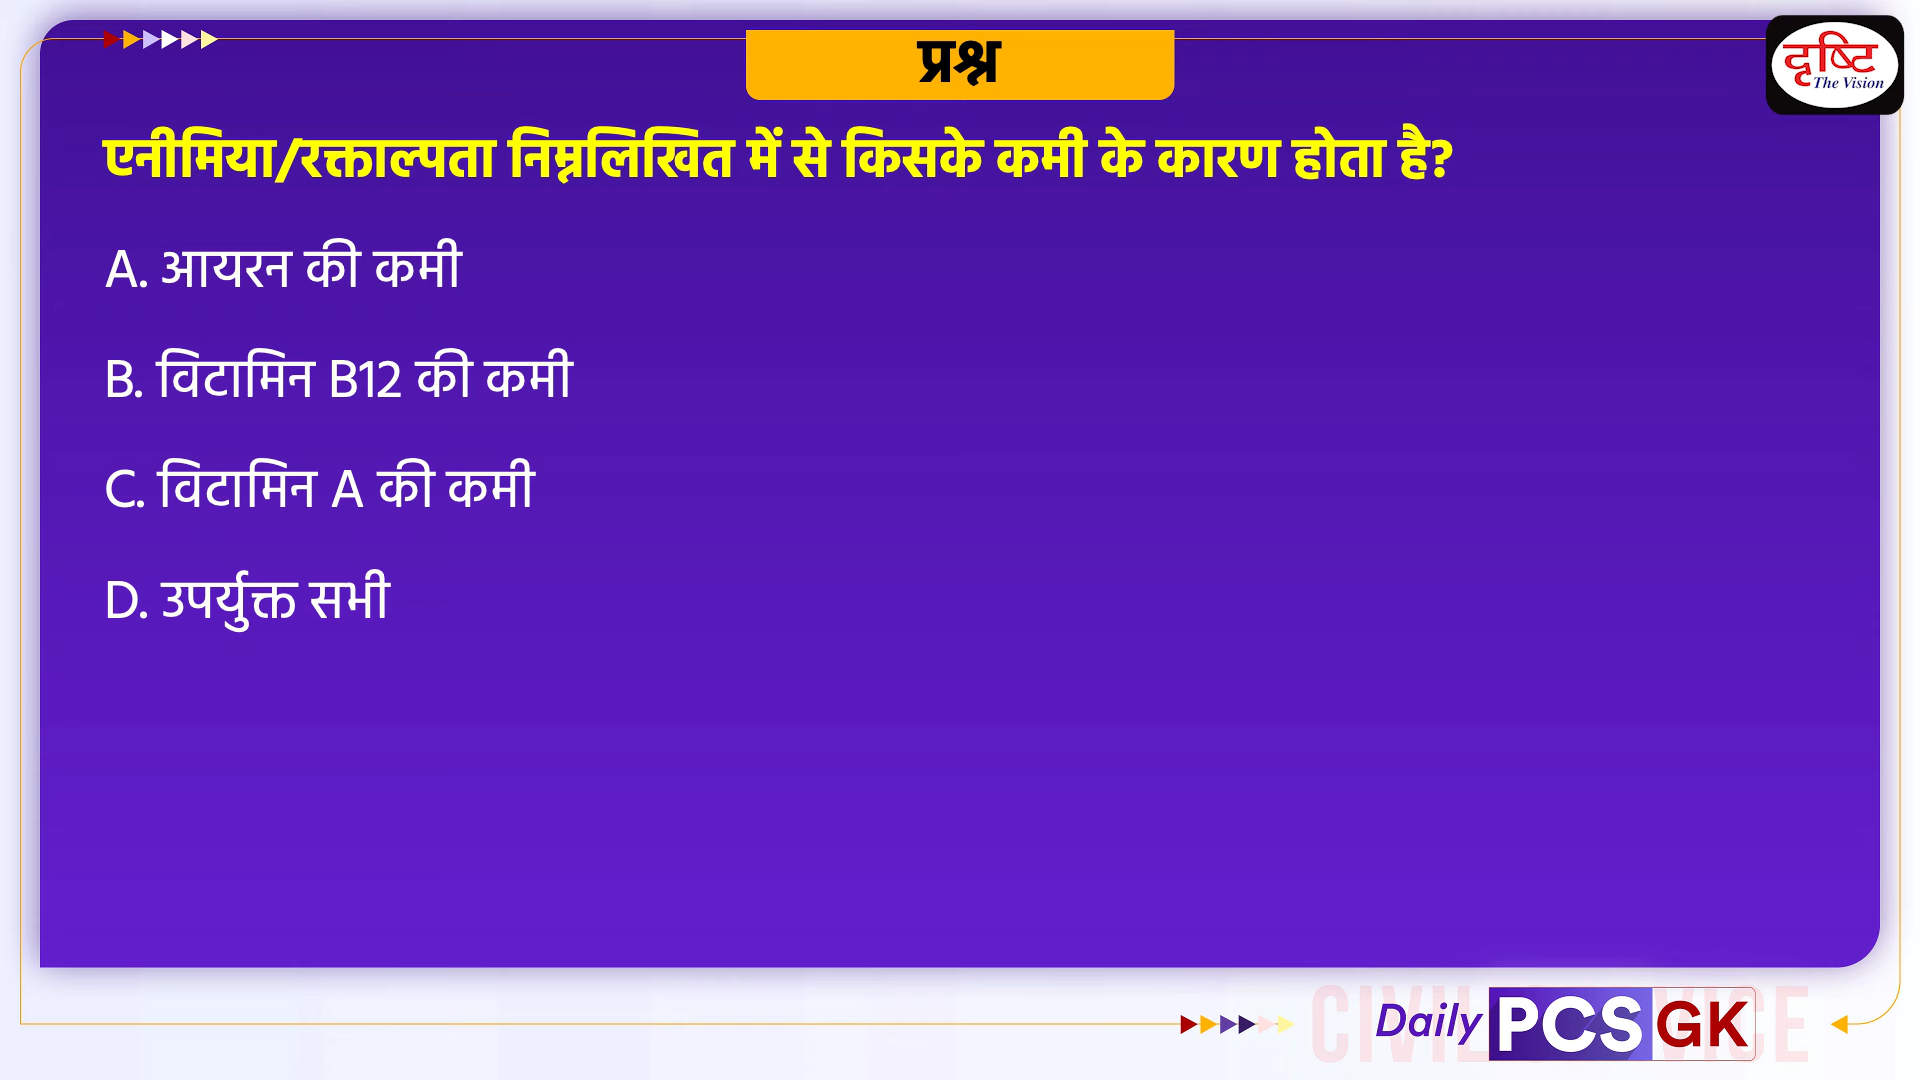 प्रश्न
दृष्टि
The Vision
एनीमिया/रक्ताल्पता निम्नलिखित में से किसके कमी के कारण होता है?
A. आयरन की कमी
B. विटामिन B12 की कमी
C. विटामिन A की कमी
D. उपर्युक्त सभी
Daily PCS GK